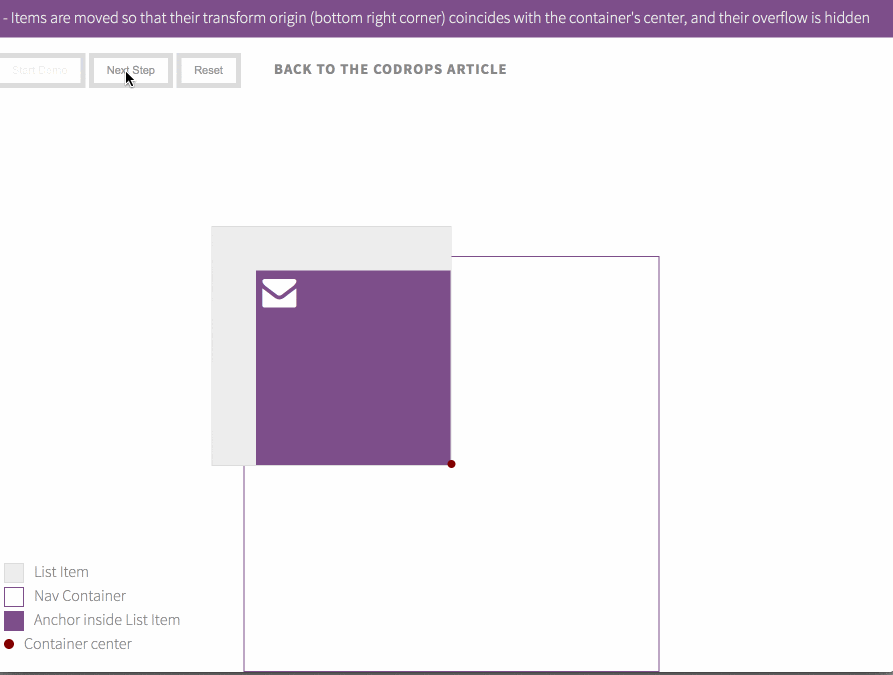 - Items are moved so that their transform origin (bottom right corner) coincides with the container's center, and their overflow is hidden
Start Demo Next Step Reset BACK TO THE CODROPS ARTICLE
List Item
Nav Container
Anchor inside List Item
Container center